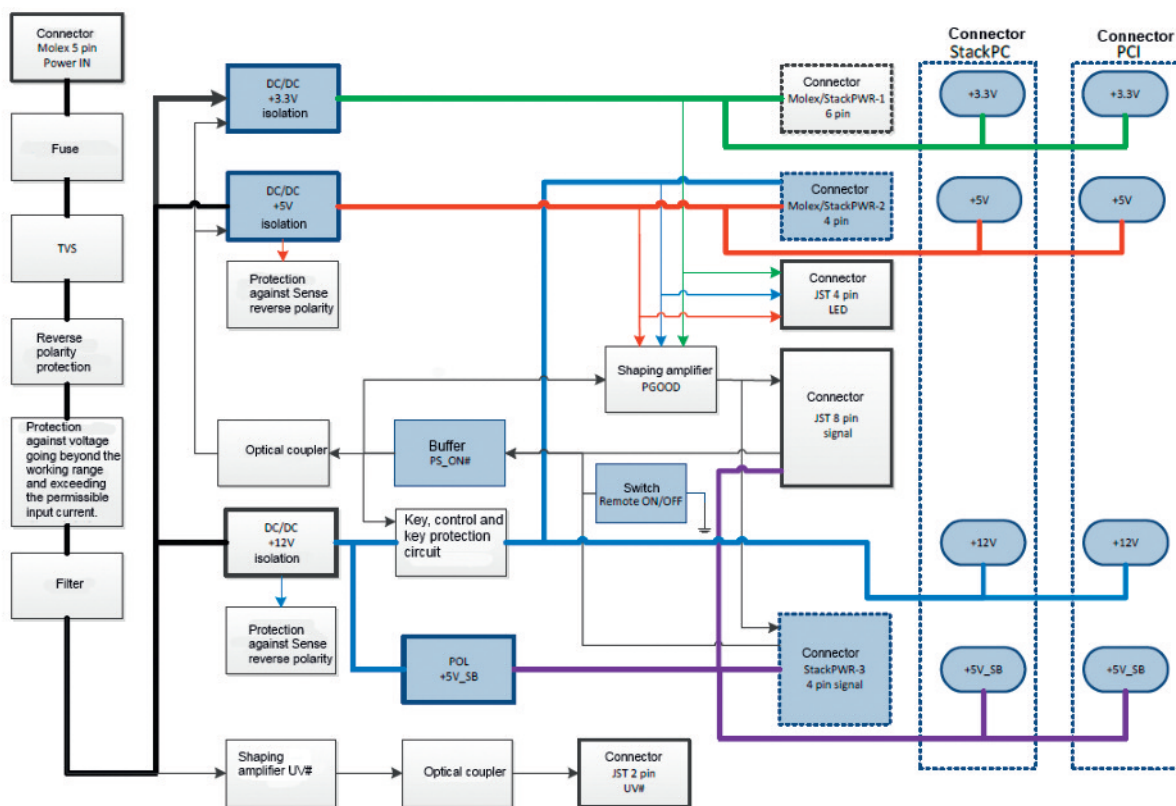 Connector
Molex 5 pin
Power IN
Fuse
TVS
Reverse
polarity
protection
Protection
against voltage
going beyond the
working range
and exceeding
the permissible
input current.
Filter
DC/DC
+3.3V
isolation
DC/DC
+5V
isolation
Protection
against Sense
reverse polarity
Optical coupler
Buffer
PS_ON#
DC/DC
+12V
isolation
Key, control and
key protection
circuit
Protection
against Sense
reverse polarity
POL
+5V_SB
Shaping
amplifier UV#
Optical coupler
Connector
JST 2 pin
UV#
Shaping amplifier
PGOOD
Switch
Remote ON/OFF
Connector
Molex/StackPWR-1
6 pin
Connector
Molex/StackPWR-2
4 pin
Connector
JST 4 pin
LED
Connector
JST 8 pin
signal
Connector
StackPWR-3
4 pin signal
Connector
StackPC
+3.3V
+5V
+12V
+5V_SB
Connector
PCI
+3.3V
+5V
+12V
+5V_SB